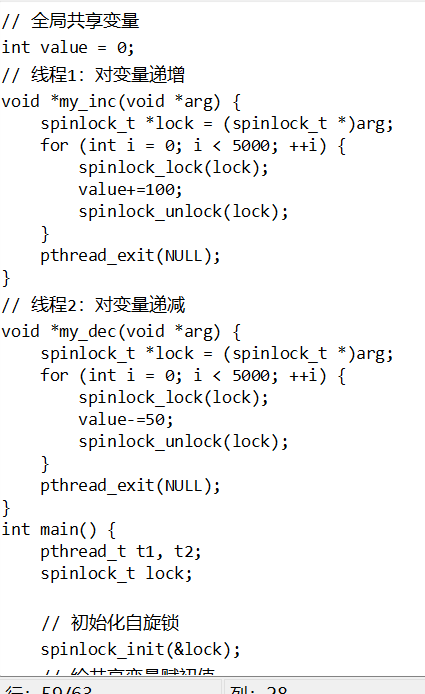 // 全局共享变量
int value = 0;
// 线程1: 对变量递增
void *my_inc(void *arg) {
    spinlock_t *lock = (spinlock_t *)arg;
    for (int i = 0; i < 5000; ++i) {
        spinlock_lock(lock);
        value+=100;
        spinlock_unlock(lock);
    }
    pthread_exit(NULL);
}
// 线程2: 对变量递减
void *my_dec(void *arg) {
    spinlock_t *lock = (spinlock_t *)arg;
    for (int i = 0; i < 5000; ++i) {
        spinlock_lock(lock);
        value-=50;
        spinlock_unlock(lock);
    }
    pthread_exit(NULL);
}
int main() {
    pthread_t t1, t2;
    spinlock_t lock;

    // 初始化自旋锁
    spinlock_init(&lock);
    // 给共享变量赋初值
行: 59/63 列: 28